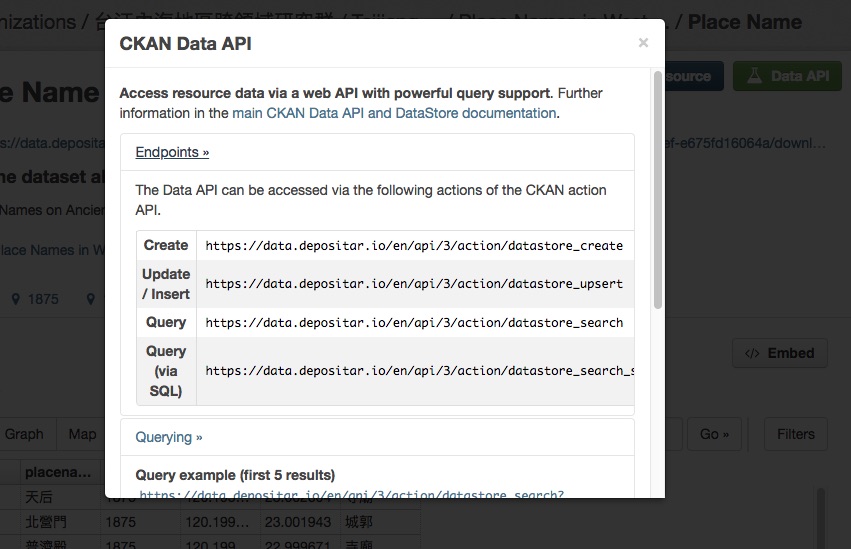 nizations / 台江內海地區跨領域研究群 / Taijiang … / Place Names in West… / Place Name
CKAN Data API
×
e Name
source
Data API
Access resource data via a web API with powerful query support. Further
information in the main CKAN Data API and DataStore documentation.
s://data.deposita
ef-e675fd16064a/downl…
Endpoints »
ne dataset al
The Data API can be accessed via the following actions of the CKAN action
API.
Names on Ancien
Create https://data.depositar.io/en/api/3/action/datastore_create
lace Names in W
Update
/ Insert
https://data.depositar.io/en/api/3/action/datastore_upsert
1875
Query https://data.depositar.io/en/api/3/action/datastore_search
Query
(via
SQL)
https://data.depositar.io/en/api/3/action/datastore_search_s
Embed
Graph Map
Go »
Filters
Querying »
placena…
Query example (first 5 results)
https://data.depositar.io/en/api/3/action/datastore_search?
天后
北營門 1875 120.199… 23.001943 城郭
普濟殿 1875 120.199… 22.999671 寺廟